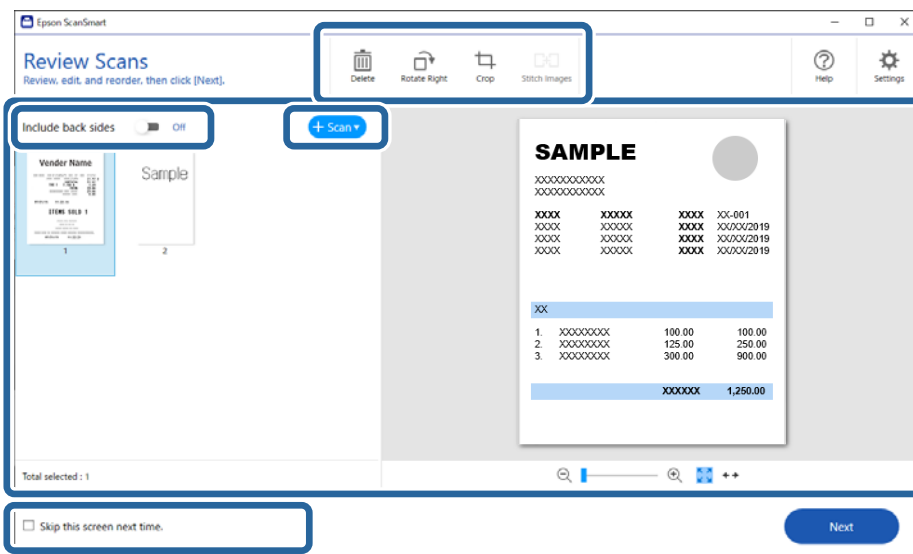 Epson ScanSmart
Review Scans
Review, edit, and reorder, then click [Next].
Delete
Rotate Right
Crop
Stitch Images
Help
Settings
Include back sides
Off
+ Scan
Vender Name
ITEMS SOLD 1
1
Sample
2
Total selected : 1
SAMPLE
XXXXXXXXXXX
XXXXXXXXXXX
XXXX XXXXX XXXX XX-001
XXXX XXXXX XXXX XX/XX/2019
XXXX XXXXX XXXX XX/XX/2019
XXXX XXXXX XXXX XX/XX/2019
XX
1. XXXXXXXX 100.00 100.00
2. XXXXXXXX 125.00 250.00
3. XXXXXXXX 300.00 900.00
XXXXXX 1,250.00
Skip this screen next time.
Next